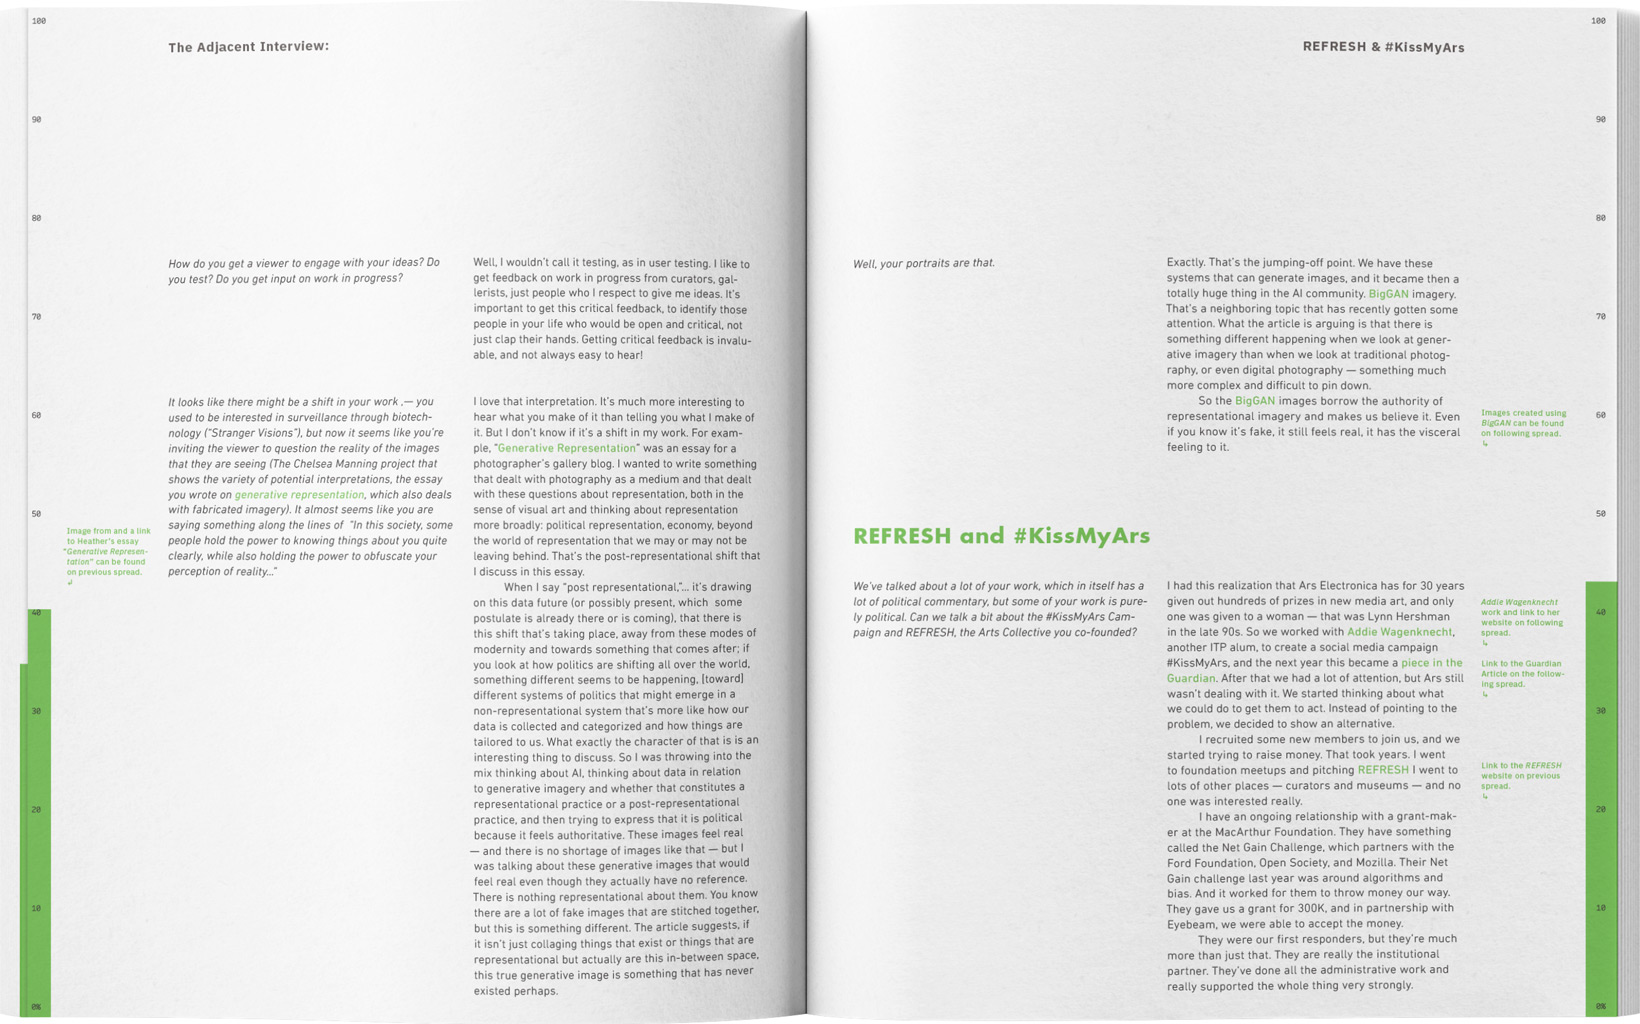 The Adjacent Interview:
100
90
80
70
60
50
40
30
20
10
0%
How do you get a viewer to engage with your ideas? Do
you test? Do you get input on work in progress?
Well, I wouldn't call it testing, as in user testing. I like to
get feedback on work in progress from curators, gal-
lerists, just people who I respect to give me ideas. It's
important to get this critical feedback, to identify those
people in your life who would be open and critical, not
just clap their hands. Getting critical feedback is invalu-
able, and not always easy to hear!
It looks like there might be a shift in your work .— you
used to be interested in surveillance through biotech-
nology ("Stranger Visions"), but now it seems like you're
inviting the viewer to question the reality of the images
that they are seeing (The Chelsea Manning project that
shows the variety of potential interpretations, the essay
you wrote on generative representation, which also deals
with fabricated imagery). It almost seems like you are
saying something along the lines of "In this society, some
people hold the power to knowing things about you quite
clearly, while also holding the power to obfuscate your
perception of reality..."
Image from and a link
to Heather's essay
"Generative Represen-
tation" can be found
on previous spread.
↲
I love that interpretation. It's much more interesting to
hear what you make of it than telling you what I make of
it. But I don't know if it's a shift in my work. For exam-
ple, "Generative Representation" was an essay for a
photographer's gallery blog. I wanted to write something
that dealt with photography as a medium and that dealt
with these questions about representation, both in the
sense of visual art and thinking about representation
more broadly: political representation, economy, beyond
the world of representation that we may or may not be
leaving behind. That's the post-representational shift that
I discuss in this essay.
When I say "post representational,"... it's drawing
on this data future (or possibly present, which some
postulate is already there or is coming), that there is
this shift that's taking place, away from these modes of
modernity and towards something that comes after; if
you look at how politics are shifting all over the world,
something different seems to be happening, [toward]
different systems of politics that might emerge in a
non-representational system that's more like how our
data is collected and categorized and how things are
tailored to us. What exactly the character of that is is an
interesting thing to discuss. So I was throwing into the
mix thinking about AI, thinking about data in relation
to generative imagery and whether that constitutes a
representational practice or a post-representational
practice, and then trying to express that it is political
because it feels authoritative. These images feel real
— and there is no shortage of images like that — but I
was talking about these generative images that would
feel real even though they actually have no reference.
There is nothing representational about them. You know
there are a lot of fake images that are stitched together,
but this is something different. The article suggests, if
it isn't just collaging things that exist or things that are
representational but actually are this in-between space,
this true generative image is something that has never
existed perhaps.
REFRESH & #KissMyArs
Well, your portraits are that.
Exactly. That's the jumping-off point. We have these
systems that can generate images, and it became then a
totally huge thing in the AI community. BigGAN imagery.
That's a neighboring topic that has recently gotten some
attention. What the article is arguing is that there is
something different happening when we look at gener-
ative imagery than when we look at traditional photog-
raphy, or even digital photography — something much
more complex and difficult to pin down.
So the BigGAN images borrow the authority of
representational imagery and makes us believe it. Even
if you know it's fake, it still feels real, it has the visceral
feeling to it.
Images created using
BigGAN can be found
on following spread.
↳
REFRESH and #KissMyArs
We've talked about a lot of your work, which in itself has a
lot of political commentary, but some of your work is pure-
ly political. Can we talk a bit about the #KissMyArs Cam-
paign and REFRESH, the Arts Collective you co-founded?
I had this realization that Ars Electronica has for 30 years
given out hundreds of prizes in new media art, and only
one was given to a woman — that was Lynn Hershman
in the late 90s. So we worked with Addie Wagenknecht,
another ITP alum, to create a social media campaign
#KissMyArs, and the next year this became a piece in the
Guardian. After that we had a lot of attention, but Ars still
wasn't dealing with it. We started thinking about what
we could do to get them to act. Instead of pointing to the
problem, we decided to show an alternative.
I recruited some new members to join us, and we
started trying to raise money. That took years. I went
to foundation meetups and pitching REFRESH I went to
lots of other places — curators and museums — and no
one was interested really.
I have an ongoing relationship with a grant-mak-
er at the MacArthur Foundation. They have something
called the Net Gain Challenge, which partners with the
Ford Foundation, Open Society, and Mozilla. Their Net
Gain challenge last year was around algorithms and
bias. And it worked for them to throw money our way.
They gave us a grant for 300K, and in partnership with
Eyebeam, we were able to accept the money.
They were our first responders, but they're much
more than just that. They are really the institutional
partner. They've done all the administrative work and
really supported the whole thing very strongly.
Addie Wagenknecht
work and link to her
website on following
spread.
↳
Link to the Guardian
Article on the follow-
ing spread.
↳
Link to the REFRESH
website on previous
spread.
↳
100
90
80
70
60
50
40
30
20
10
0%